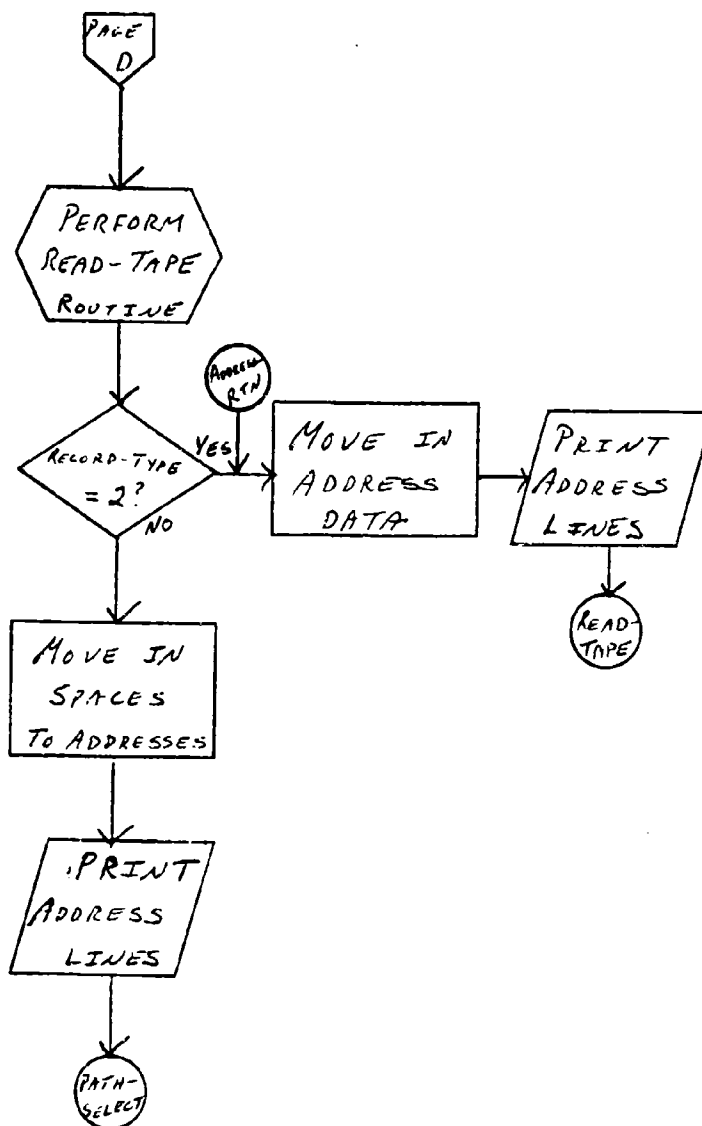 PAGE
D
PERFORM
READ-TAPE
ROUTINE
ADDRESS
RTN
RECORD-TYPE
= 2?
YES
NO
MOVE IN
ADDRESS
DATA
PRINT
ADDRESS
LINES
READ-
TAPE
MOVE IN
SPACES
TO ADDRESSES
PRINT
ADDRESS
LINES
PATH-
SELECT